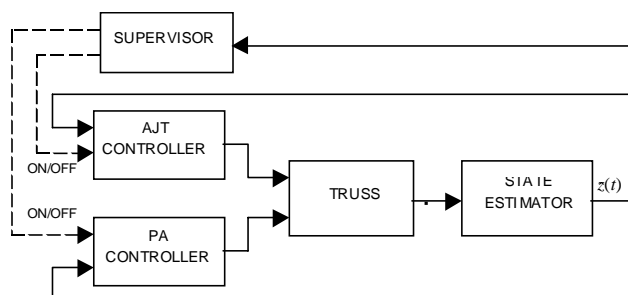 SUPERVISOR
AJT
CONTROLLER
ON/OFF
TRUSS
STATE
ESTIMATOR
z(t)
ON/OFF
PA
CONTROLLER